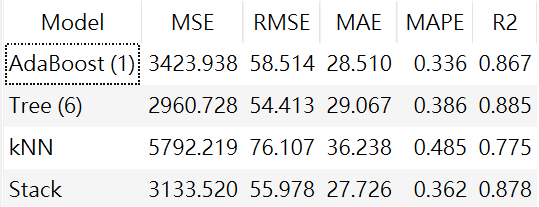 Model MSE RMSE MAE MAPE R2
AdaBoost (1) 3423.938 58.514 28.510 0.336 0.867
Tree (6) 2960.728 54.413 29.067 0.386 0.885
kNN 5792.219 76.107 36.238 0.485 0.775
Stack 3133.520 55.978 27.726 0.362 0.878